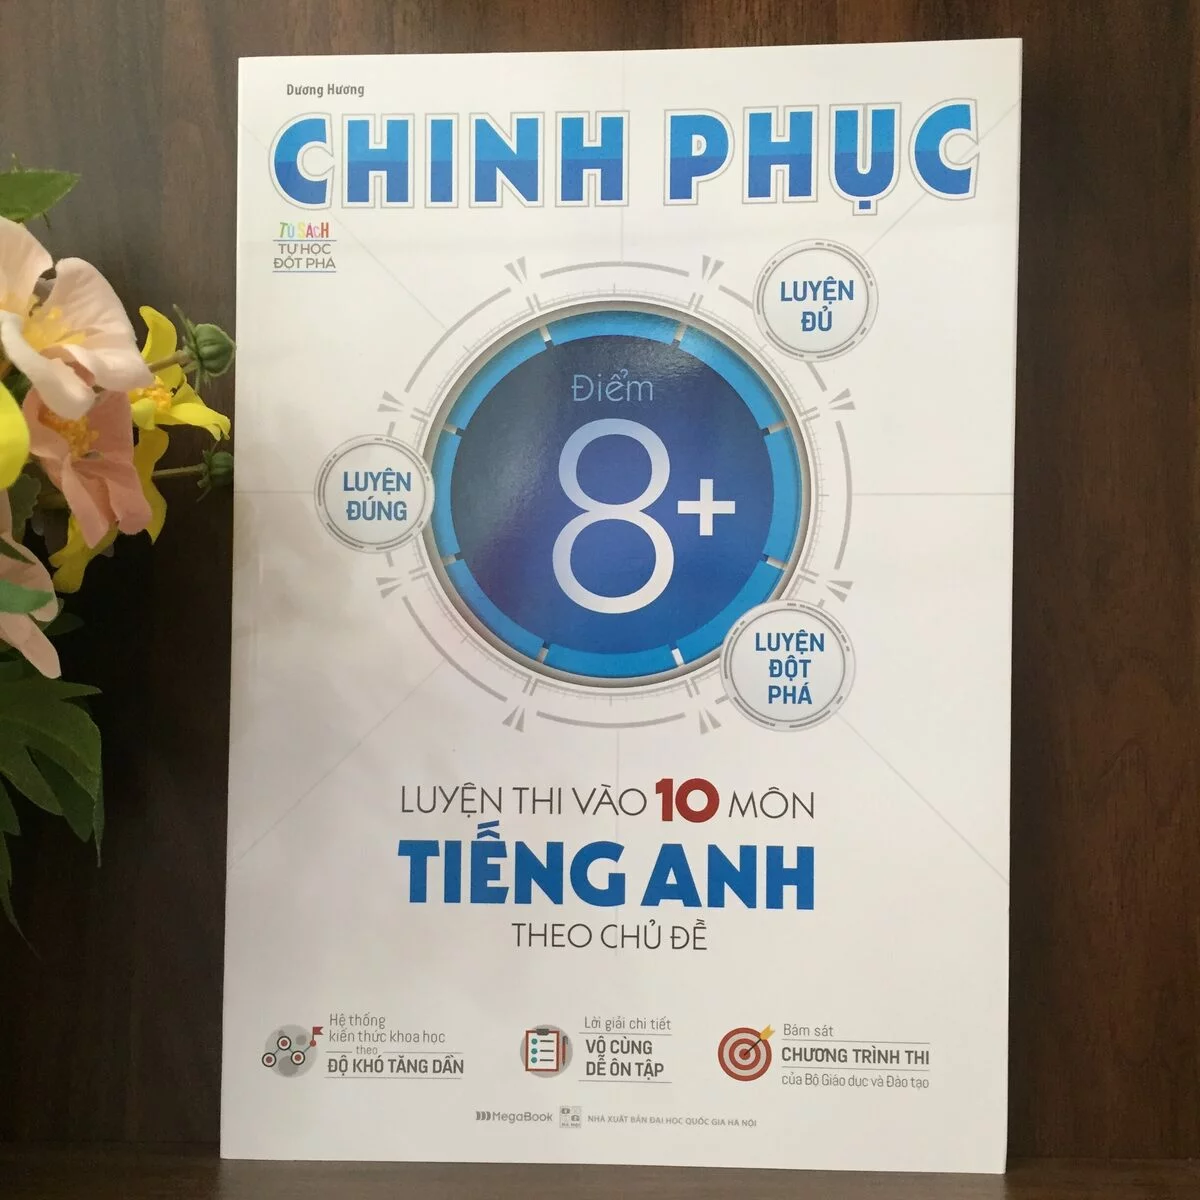 Dương Hương
CHINH PHỤC
TỦ SÁCH
TỰ HỌC
ĐỘT PHÁ
LUYỆN
ĐỦ
Điểm
8+
LUYỆN
ĐÚNG
LUYỆN
ĐỘT
PHÁ
LUYỆN THI VÀO 10 MÔN
TIẾNG ANH
THEO CHỦ ĐỀ
Hệ thống
kiến thức khoa học
theo
ĐỘ KHÓ TĂNG DẦN
Lời giải chi tiết
VÔ CÙNG
DỄ ÔN TẬP
Bám sát
CHƯƠNG TRÌNH THI
của Bộ Giáo dục và Đào tạo
MegaBook
NHÀ XUẤT BẢN ĐẠI HỌC QUỐC GIA HÀ NỘI